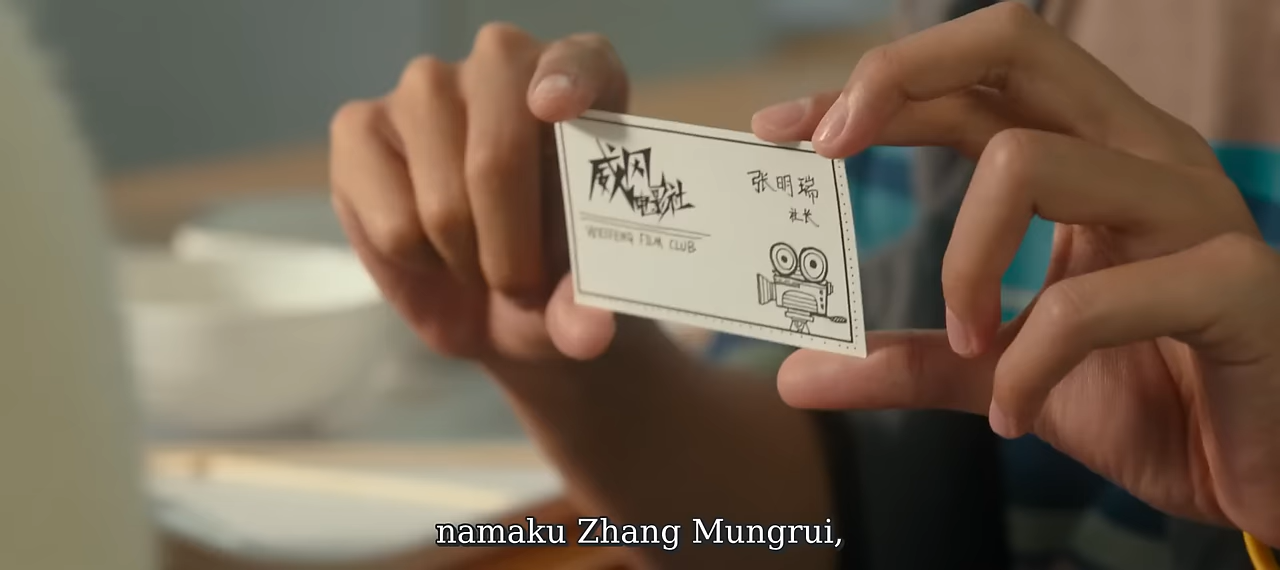 威风
电影社
WEIFENG FILM CLUB
张明瑞
社长
namaku Zhang Mungrui,